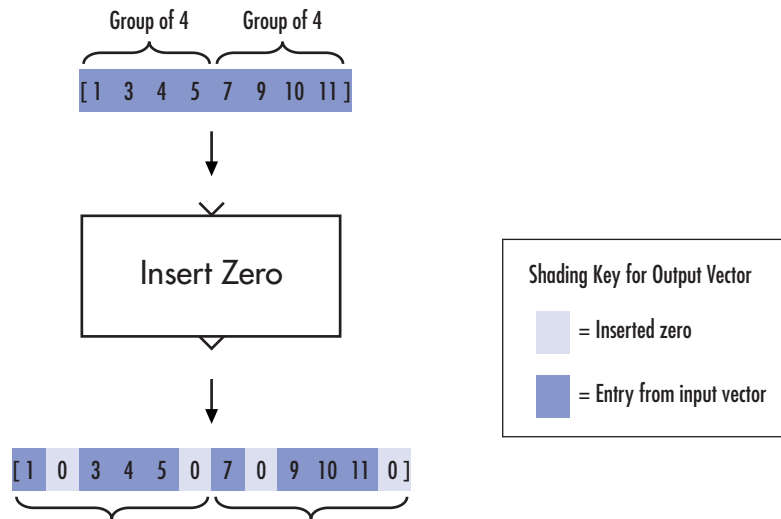 Group of 4 Group of 4
[ 1 3 4 5 7 9 10 11 ]
Insert Zero
Shading Key for Output Vector
= Inserted zero
= Entry from input vector
[ 1 0 3 4 5 0 7 0 9 10 11 0 ]